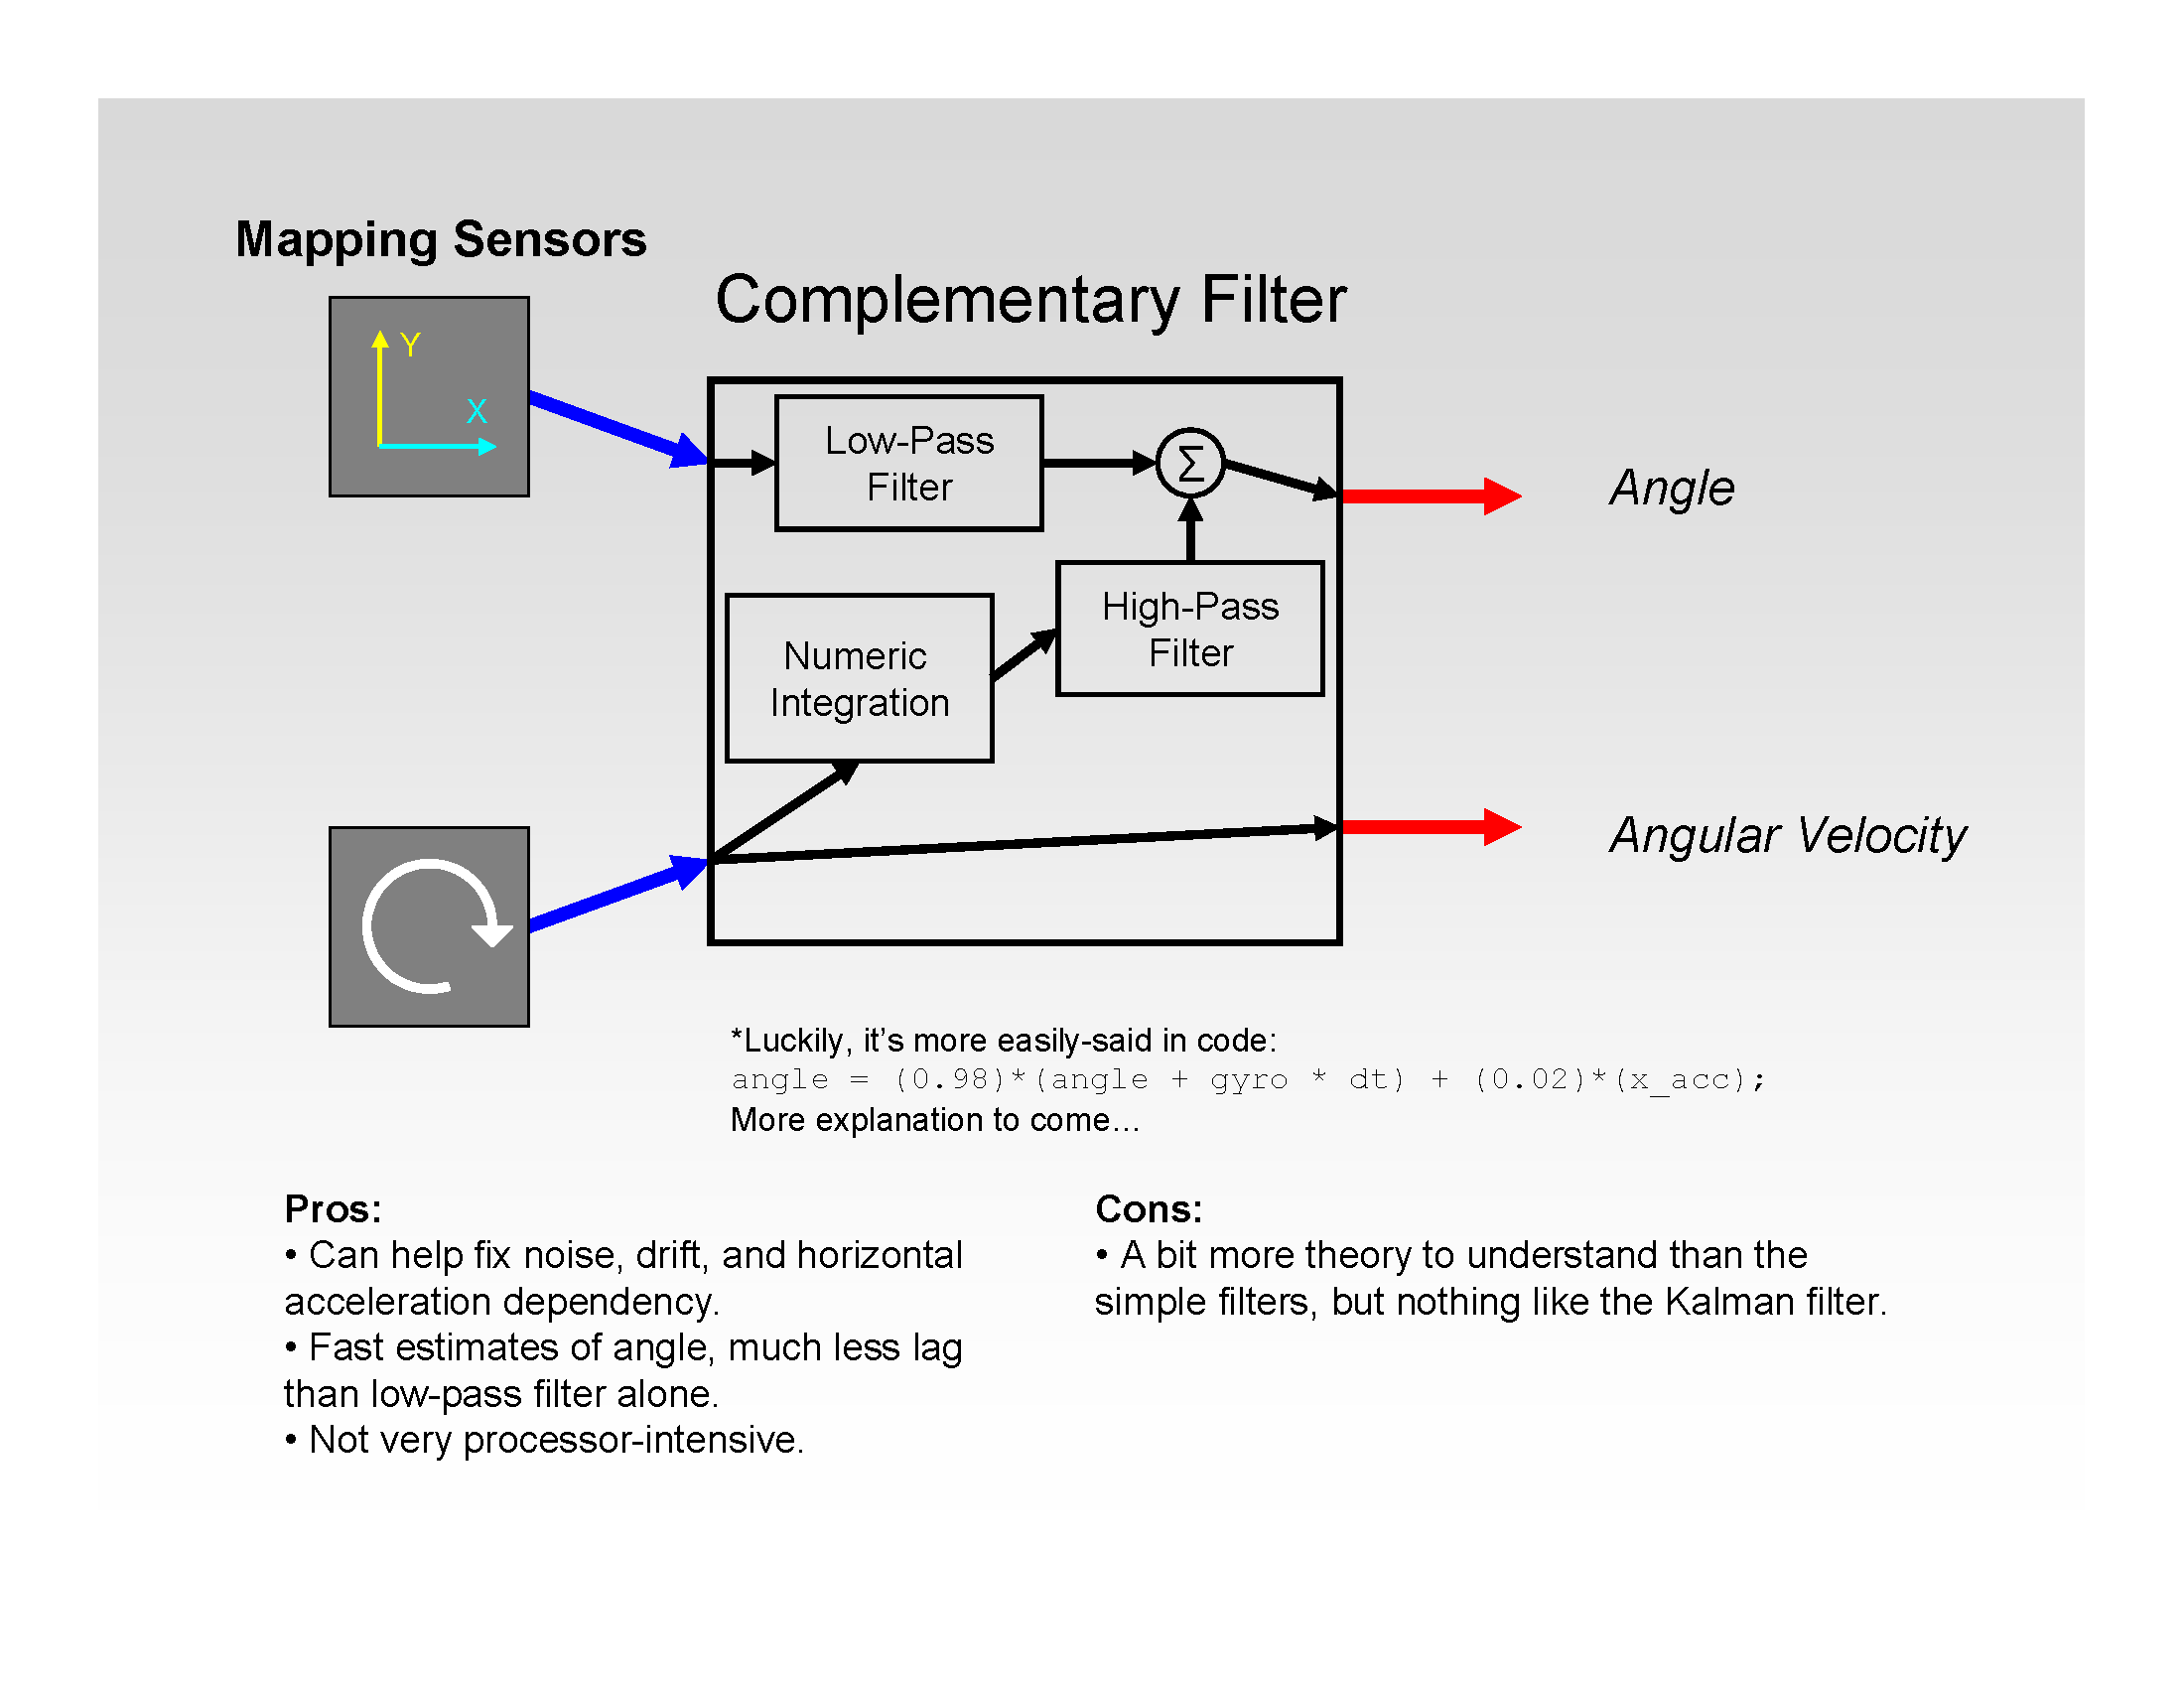 Mapping Sensors
Complementary Filter
Y
X
Low-Pass
Filter
Σ
Angle
High-Pass
Filter
Numeric
Integration
Angular Velocity
*Luckily, it’s more easily-said in code:
angle = (0.98)*(angle + gyro * dt) + (0.02)*(x_acc);
More explanation to come…
Pros:
• Can help fix noise, drift, and horizontal
acceleration dependency.
• Fast estimates of angle, much less lag
than low-pass filter alone.
• Not very processor-intensive.
Cons:
• A bit more theory to understand than the
simple filters, but nothing like the Kalman filter.